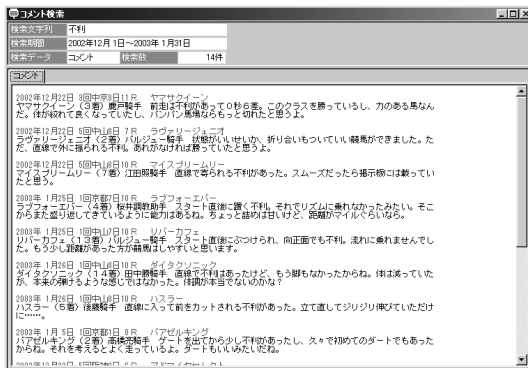 コメント検索
検索文字列 不利
検索期間 2002年12月 1日～2003年 1月31日
検索データ コメント 検索数 14件
コメント
2002年12月22日 3回中京8日11Ｒ ヤマサクイーン
ヤマサクイーン（３着）鹿戸騎手 前走は不利があって０秒６差。このクラスを勝っているし、力のある馬なん
だ。体が絞れて良くなっていたし、パンパン馬場ならもっと切れたと思うよ。
2002年12月22日 5回中山8日 7Ｒ ラヴァリージェニオ
ラヴァリージェニオ（２着）バルジュー騎手 状態がいいせいか、折り合いもついていい競馬ができました。た
だ、直線で外に振られる不利。あれがなければ勝っていたと思うよ。
2002年12月22日 5回中山8日10Ｒ マイスプリームリー
マイスプリームリー（７着）江田照騎手 直線で寄られる不利があった。スムーズだったら掲示板には載ってい
たと思う。
2003年 1月25日 1回京都7日10Ｒ ラブフォーエバー
ラブフォーエバー（４着）桜井調教助手 スタート直後に躓く不利。それでリズムに乗れなかったみたい。そこ
からまた盛り返してきているように能力はあるね。ちょっと詰めは甘いけど、距離がマイルぐらいなら。
2003年 1月25日 1回中山7日10Ｒ リバーカフェ
リバーカフェ（１３着）バルジュー騎手 スタート直後にぶつけられ、向正面でも不利。流れに乗れませんでし
た。もう少し距離があった方が競馬はしやすいと思います。
2003年 1月26日 1回中山8日10Ｒ ダイタクソニック
ダイタクソニック（１４着）田中勝騎手 直線で不利はあったけど、もう脚もなかったからね。体は減っていた
が、本来の弾けるような感じではなかった。体調が本当でないのかな？
2003年 1月26日 1回中山8日10Ｒ ハスラー
ハスラー（５着）後藤騎手 直線に入って前をカットされる不利があった。立て直してジリジリ伸びていただけ
に……。
2003年 1月 5日 1回京都1日 8Ｒ バアゼルキング
バアゼルキング（２着）高橋亮騎手 ゲートを出てから少し不利があったし、久々で初めてのダートでもあった
からね。それを考えるとよく走っているよ。ダートもいいみたいだね。